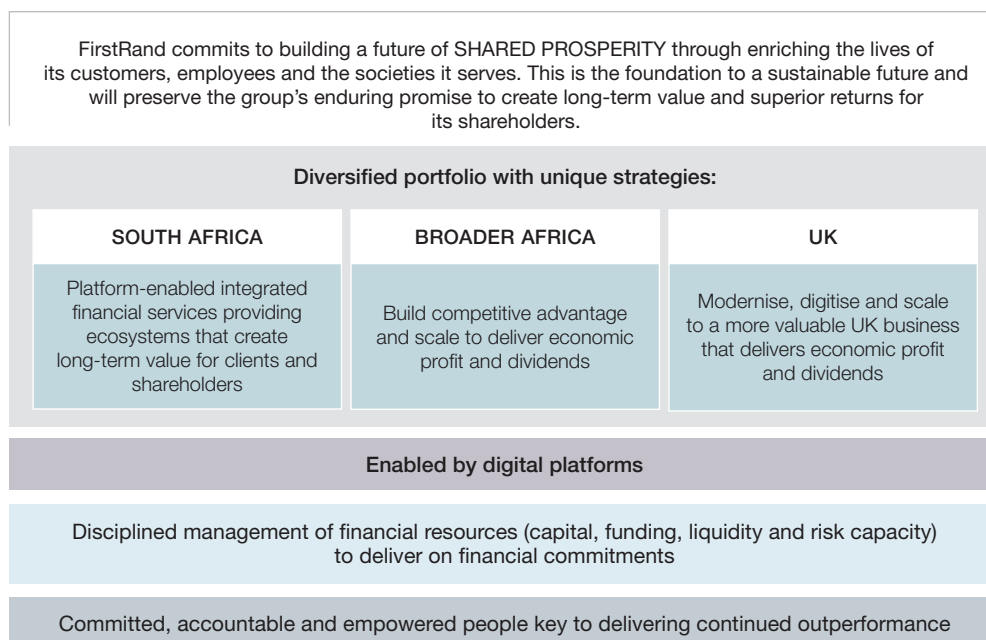 FirstRand commits to building a future of SHARED PROSPERITY through enriching the lives of
its customers, employees and the societies it serves. This is the foundation to a sustainable future and
will preserve the group's enduring promise to create long-term value and superior returns for
its shareholders.
Diversified portfolio with unique strategies:
SOUTH AFRICA
Platform-enabled integrated
financial services providing
ecosystems that create
long-term value for clients and
shareholders
BROADER AFRICA
Build competitive advantage
and scale to deliver economic
profit and dividends
UK
Modernise, digitise and scale
to a more valuable UK business
that delivers economic profit
and dividends
Enabled by digital platforms
Disciplined management of financial resources (capital, funding, liquidity and risk capacity)
to deliver on financial commitments
Committed, accountable and empowered people key to delivering continued outperformance